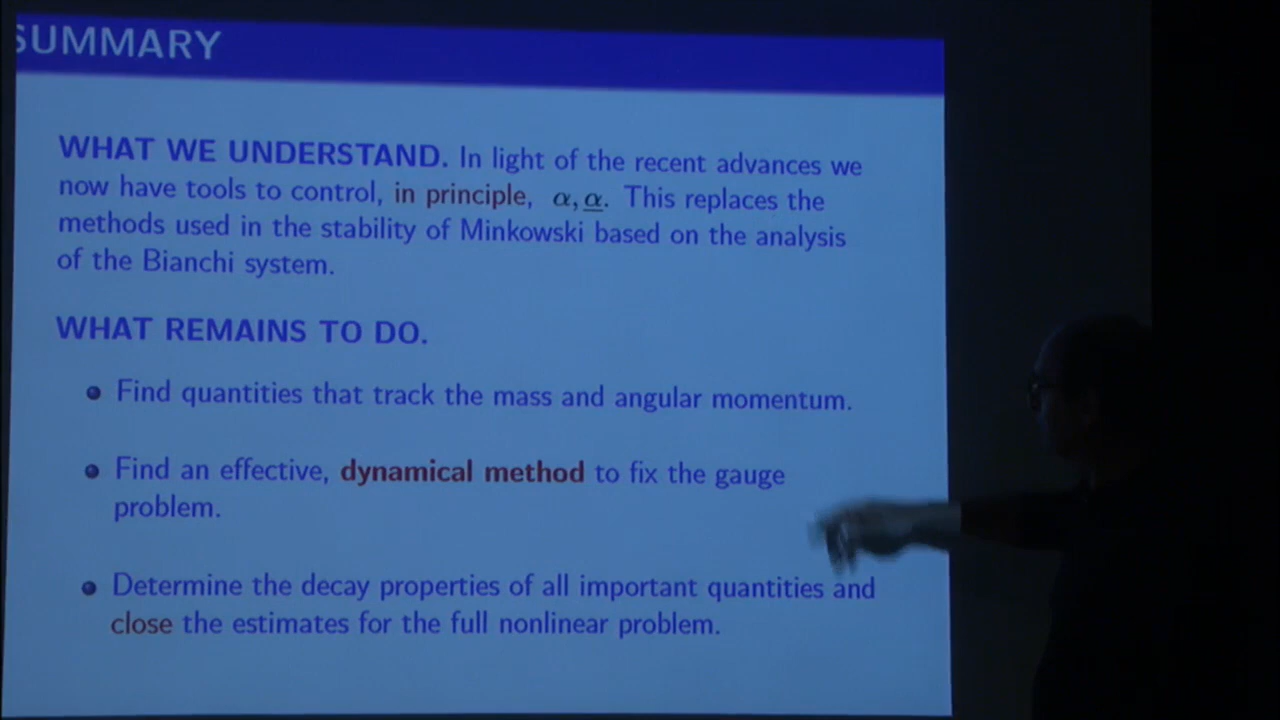 SUMMARY
WHAT WE UNDERSTAND. In light of the recent advances we
now have tools to control, in principle, α, α̲. This replaces the
methods used in the stability of Minkowski based on the analysis
of the Bianchi system.
WHAT REMAINS TO DO.
• Find quantities that track the mass and angular momentum.
• Find an effective, dynamical method to fix the gauge
problem.
• Determine the decay properties of all important quantities and
close the estimates for the full nonlinear problem.